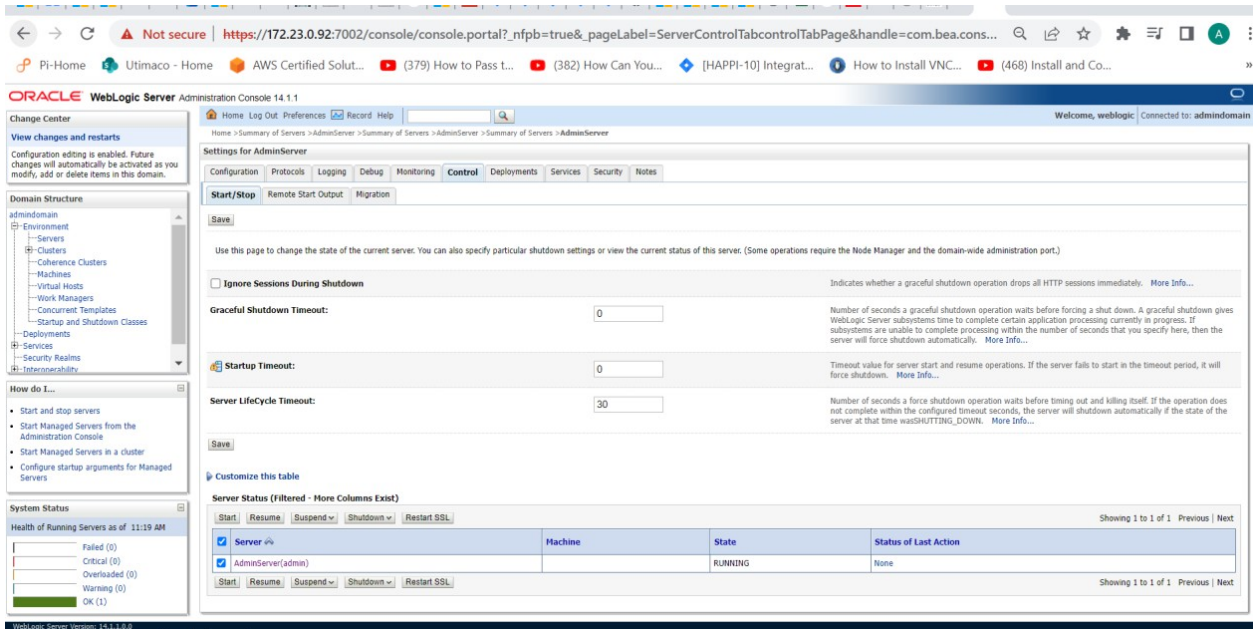 Not secure | https://172.23.0.92:7002/console/console.portal?_nfpb=true&_pageLabel=ServerControlTabcontrolTabPage&handle=com.bea.cons...
A
Pi-Home Utimaco - Home AWS Certified Solut... (379) How to Pass t... (382) How Can You... [HAPPI-10] Integrat... How to Install VNC... (468) Install and Co... »
ORACLE WebLogic Server Administration Console 14.1.1
Change Center
View changes and restarts
Configuration editing is enabled. Future
changes will automatically be activated as you
modify, add or delete items in this domain.
Domain Structure
admindomain
Environment
Servers
Clusters
Coherence Clusters
Machines
Virtual Hosts
Work Managers
Concurrent Templates
Startup and Shutdown Classes
Deployments
Services
Security Realms
Interoperability
How do I...
Start and stop servers
Start Managed Servers from the
Administration Console
Start Managed Servers in a cluster
Configure startup arguments for Managed
Servers
System Status
Health of Running Servers as of 11:19 AM
Failed (0)
Critical (0)
Overloaded (0)
Warning (0)
OK (1)
Home Log Out Preferences Record Help
Welcome, weblogic Connected to: admindomain
Home >Summary of Servers >AdminServer >Summary of Servers >AdminServer >Summary of Servers >AdminServer
Settings for AdminServer
Configuration Protocols Logging Debug Monitoring Control Deployments Services Security Notes
Start/Stop Remote Start Output Migration
Save
Use this page to change the state of the current server. You can also specify particular shutdown settings or view the current status of this server. (Some operations require the Node Manager and the domain-wide administration port.)
Ignore Sessions During Shutdown
Indicates whether a graceful shutdown operation drops all HTTP sessions immediately. More Info...
Graceful Shutdown Timeout:
0
Number of seconds a graceful shutdown operation waits before forcing a shut down. A graceful shutdown gives
WebLogic Server subsystems time to complete certain application processing currently in progress. If
subsystems are unable to complete processing within the number of seconds that you specify here, then the
server will force shutdown automatically. More Info...
Startup Timeout:
0
Timeout value for server start and resume operations. If the server fails to start in the timeout period, it will
force shutdown. More Info...
Server LifeCycle Timeout:
30
Number of seconds a force shutdown operation waits before timing out and killing itself. If the operation does
not complete within the configured timeout seconds, the server will shutdown automatically if the state of the
server at that time wasSHUTTING_DOWN. More Info...
Save
Customize this table
Server Status (Filtered - More Columns Exist)
Start Resume Suspend Shutdown Restart SSL
Showing 1 to 1 of 1 Previous | Next
Server Machine State Status of Last Action
AdminServer(admin) RUNNING None
Start Resume Suspend Shutdown Restart SSL
Showing 1 to 1 of 1 Previous | Next
WebLogic Server Version: 14.1.1.0.0